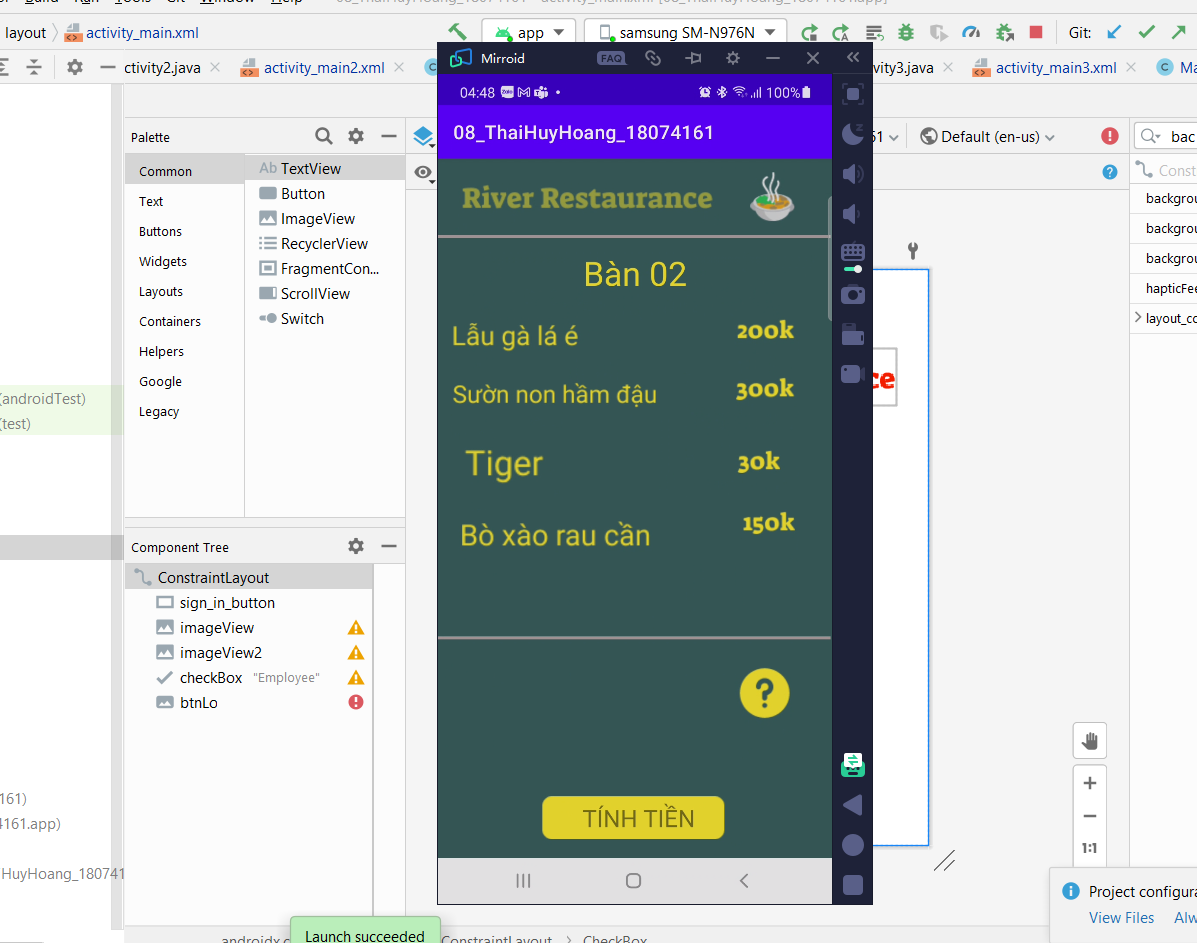 layout
activity_main.xml
app
samsung SM-N976N
Git:
ctivity2.java
activity_main2.xml
vity3.java
activity_main3.xml
Ma
Palette
Common
Text
Buttons
Widgets
Layouts
Containers
Helpers
Google
Legacy
Ab TextView
Button
ImageView
RecyclerView
FragmentCon...
ScrollView
Switch
Component Tree
ConstraintLayout
sign_in_button
imageView
imageView2
checkBox "Employee"
btnLo
Mirroid
FAQ
04:48
100%
08_ThaiHuyHoang_18074161
River Restaurance
Bàn 02
Lẫu gà lá é 200k
Sườn non hầm đậu 300k
Tiger 30k
Bò xào rau cần 150k
?
TÍNH TIỀN
61
Default (en-us)
bac
Const
backgrou
backgrou
backgrou
hapticFee
layout_co
ce
(androidTest)
(test)
161)
4161.app)
HuyHoang_180741
1:1
Project configura
View Files Alw
Launch succeeded
androidx.c
ConstraintLayout
CheckBox